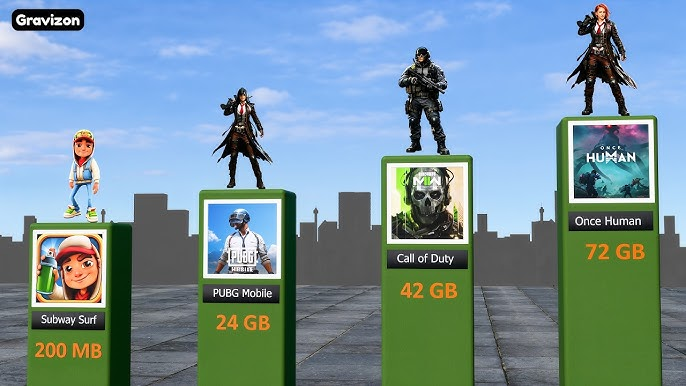 Gravizon
Subway Surf
200 MB
PUBG
MOBILE
PUBG Mobile
24 GB
Call of Duty
42 GB
ONCE
HUMAN
Once Human
72 GB